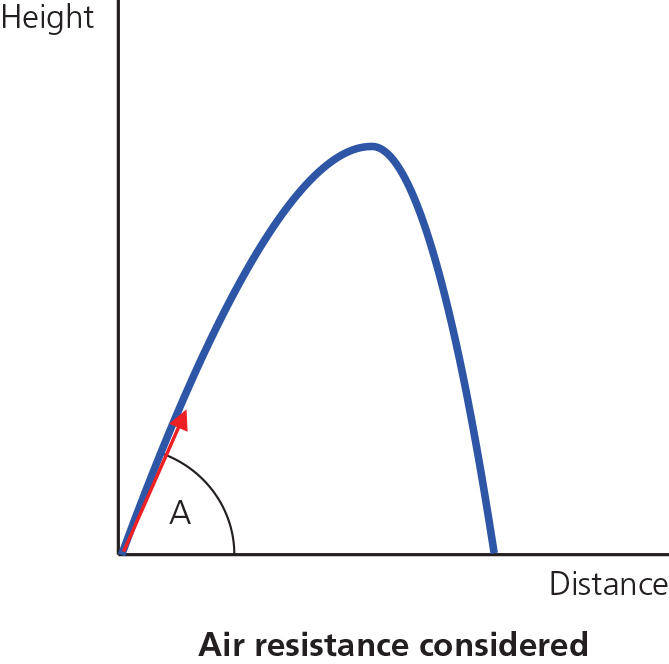 Height
A
Distance
Air resistance considered